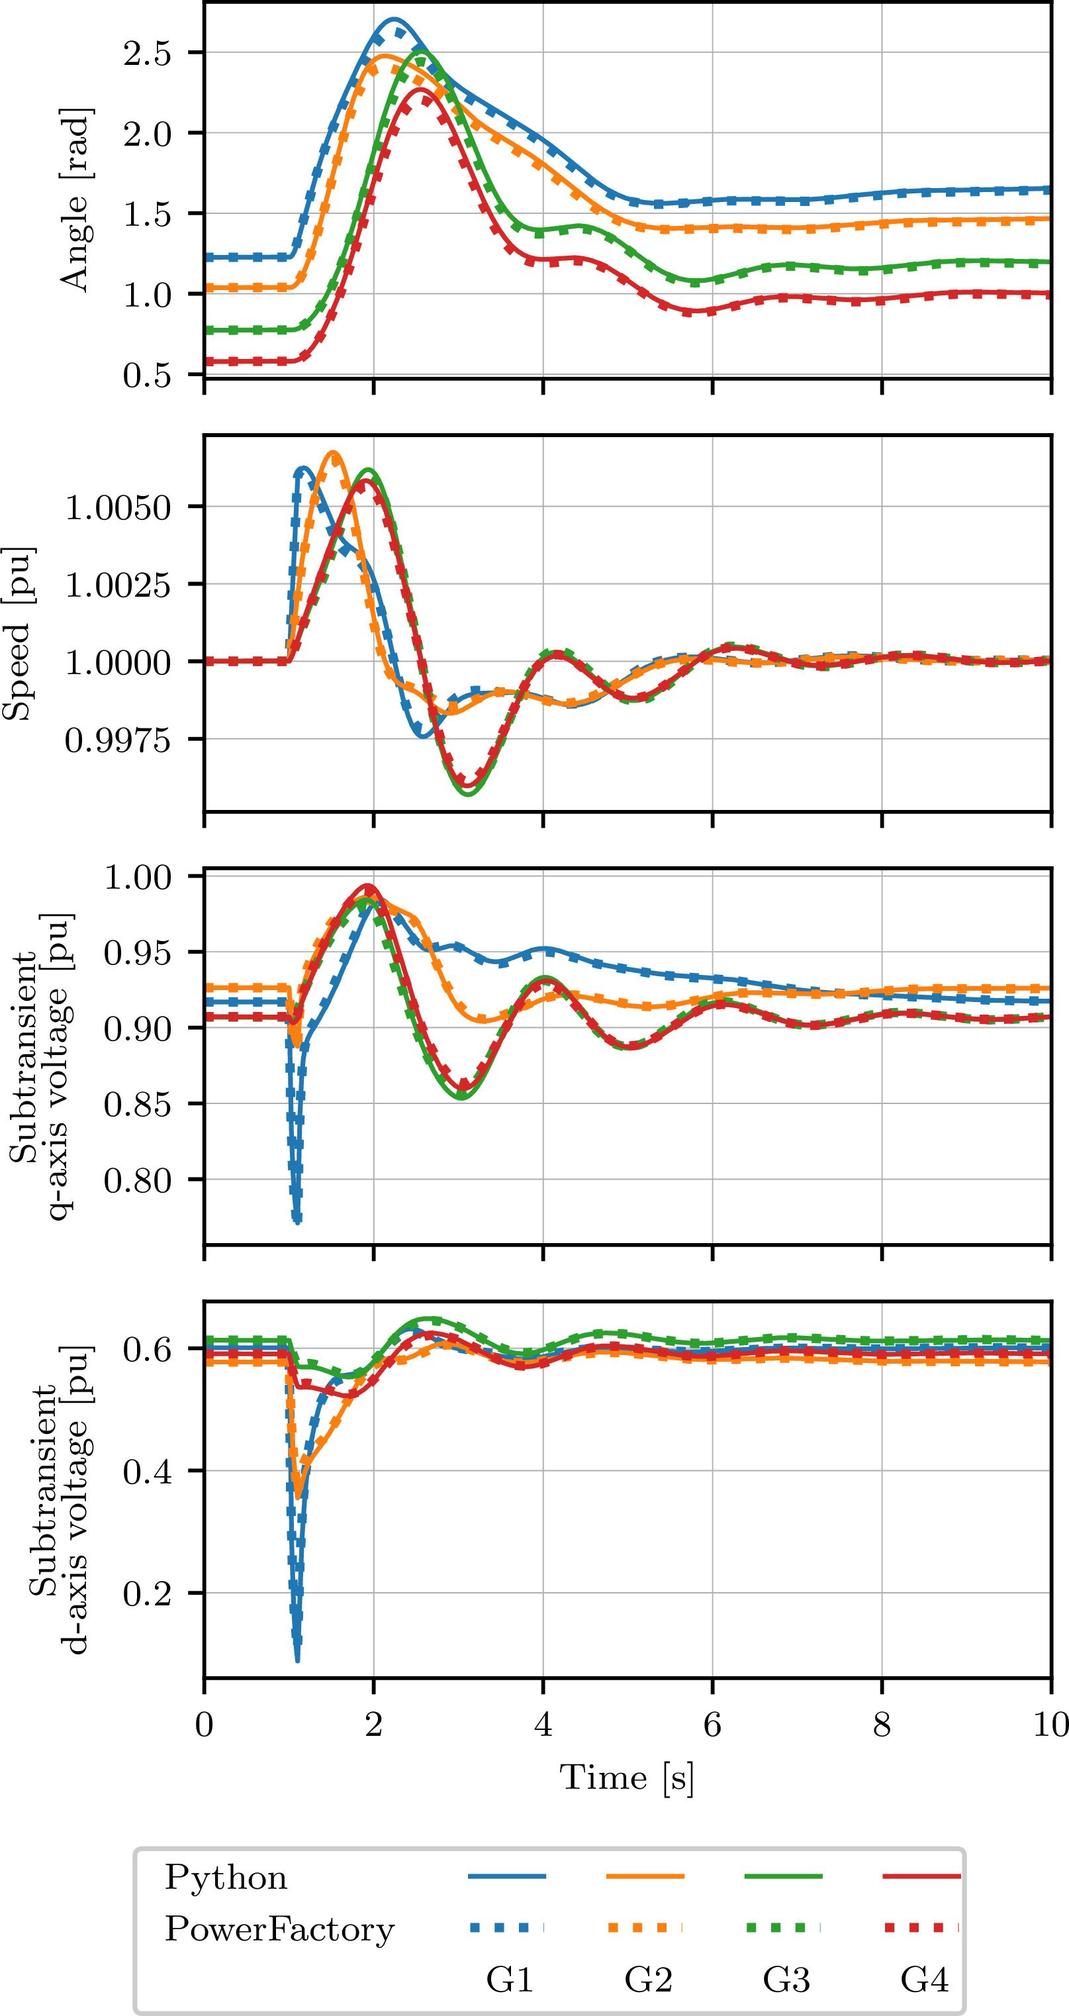 2.5
2.0
1.5
1.0
0.5
Angle [rad]
1.0050
1.0025
1.0000
0.9975
Speed [pu]
1.00
0.95
0.90
0.85
0.80
Subtransient
q-axis voltage [pu]
0.6
0.4
0.2
Subtransient
d-axis voltage [pu]
0 2 4 6 8 10
Time [s]
Python
PowerFactory
G1 G2 G3 G4